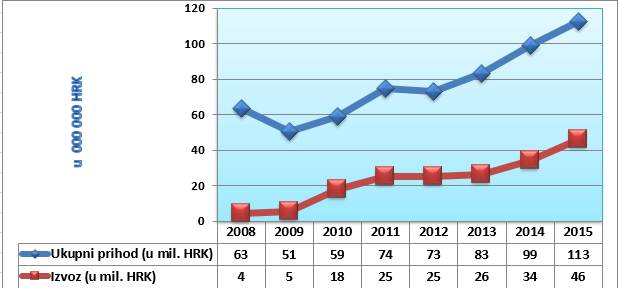 u 000 000 HRK
120
100
80
60
40
20
0
2008 2009 2010 2011 2012 2013 2014 2015
Ukupni prihod (u mil. HRK) 63 51 59 74 73 83 99 113
Izvoz (u mil. HRK) 4 5 18 25 25 26 34 46